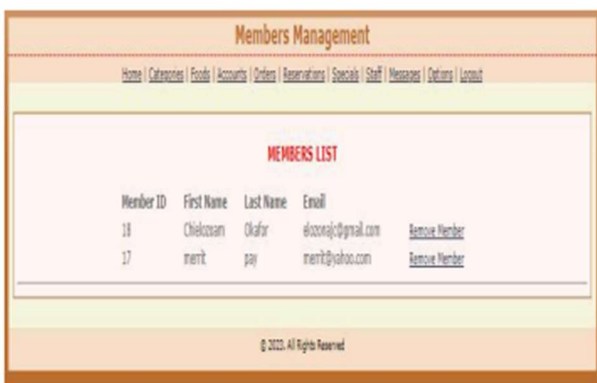 Members Management
Home | Categories | Foods | Accounts | Orders | Reservations | Specials | Staff | Messages | Options | Logout
MEMBERS LIST
Member ID First Name Last Name Email
18 Chielozoam Okafor elozonajc@gmail.com Remove Member
17 merrit pay merrit@yahoo.com Remove Member
© 2023. All Rights Reserved